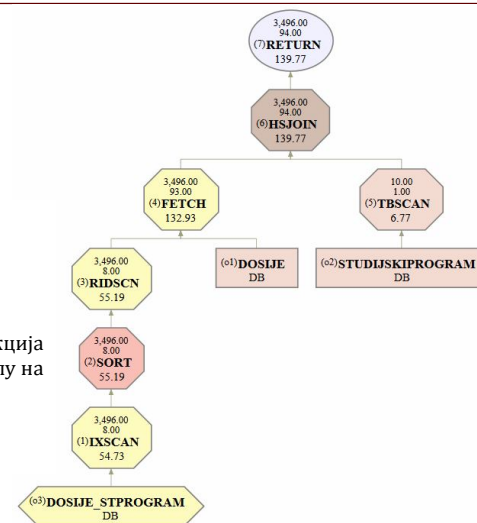 3,496.00
94.00
(7)RETURN
139.77
3,496.00
94.00
(6)HSJOIN
139.77
3,496.00
93.00
(4)FETCH
132.93
10.00
1.00
(5)TBSCAN
6.77
3,496.00
8.00
(3)RIDSCN
55.19
(o1)DOSIJE
DB
(o2)STUDIJSKIPROGRAM
DB
кција
лу на
3,496.00
8.00
(2)SORT
55.19
3,496.00
8.00
(1)IXSCAN
54.73
(o3)DOSIJE_STPROGRAM
DB